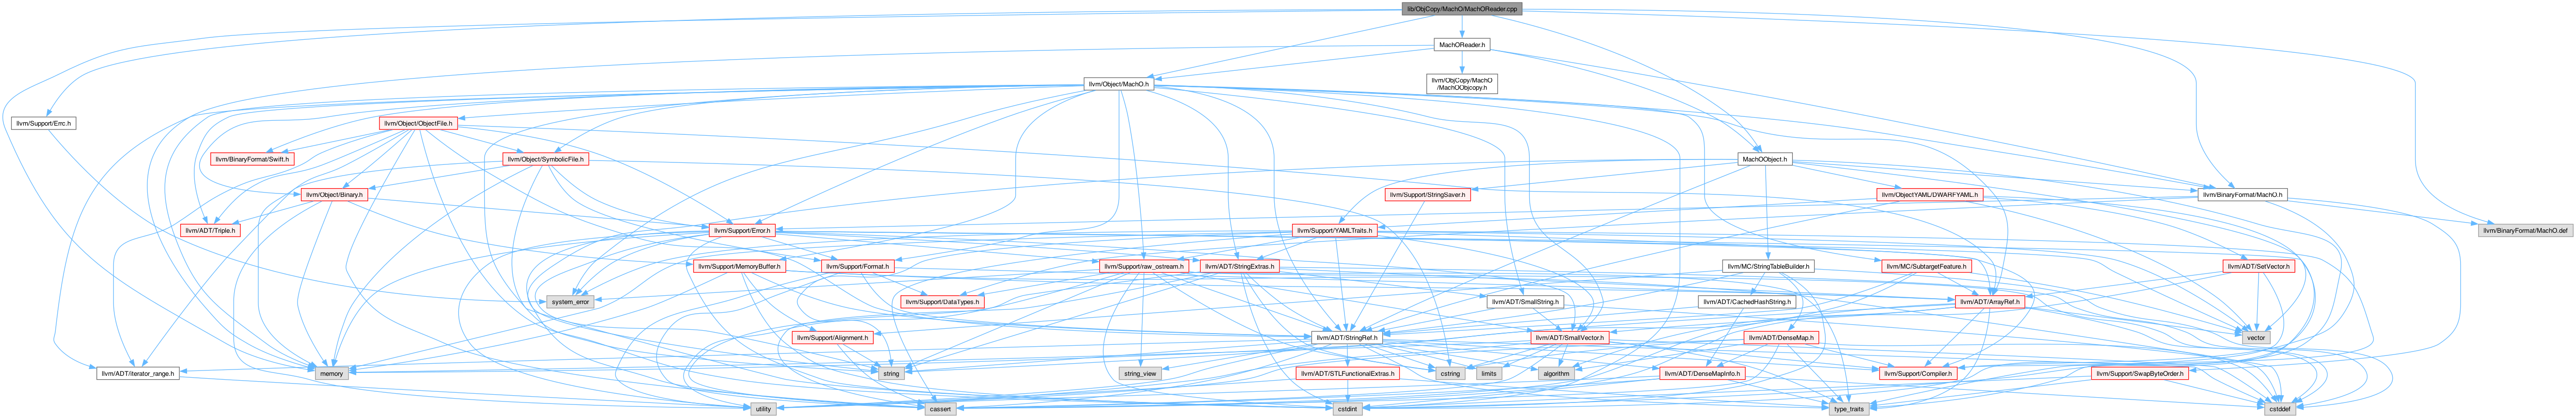 lib/ObjCopy/MachO/MachOReader.cpp
MachOReader.h
llvm/Object/MachO.h
llvm/ObjCopy/MachO
/MachOObjcopy.h
llvm/Support/Errc.h
llvm/Object/ObjectFile.h
llvm/BinaryFormat/Swift.h
llvm/Object/SymbolicFile.h
MachOObject.h
llvm/Object/Binary.h
llvm/Support/StringSaver.h
llvm/ObjectYAML/DWARFYAML.h
llvm/BinaryFormat/MachO.h
llvm/ADT/Triple.h
llvm/Support/Error.h
llvm/Support/YAMLTraits.h
llvm/BinaryFormat/MachO.def
llvm/Support/MemoryBuffer.h
llvm/Support/Format.h
llvm/Support/raw_ostream.h
llvm/ADT/StringExtras.h
llvm/MC/StringTableBuilder.h
llvm/MC/SubtargetFeature.h
llvm/ADT/SetVector.h
system_error
llvm/Support/DataTypes.h
llvm/ADT/SmallString.h
llvm/ADT/CachedHashString.h
llvm/ADT/ArrayRef.h
llvm/Support/Alignment.h
llvm/ADT/StringRef.h
llvm/ADT/SmallVector.h
llvm/ADT/DenseMap.h
vector
llvm/ADT/iterator_range.h
memory
string
string_view
llvm/ADT/STLFunctionalExtras.h
cstring
limits
algorithm
llvm/ADT/DenseMapInfo.h
llvm/Support/Compiler.h
llvm/Support/SwapByteOrder.h
utility
cassert
cstdint
type_traits
cstddef